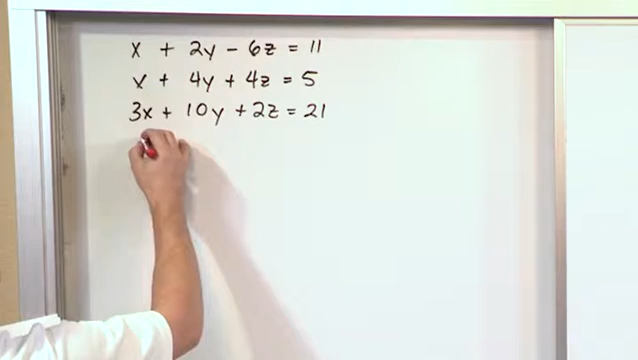 x + 2y - 6z = 11
x + 4y + 4z = 5
3x + 10y + 2z = 21